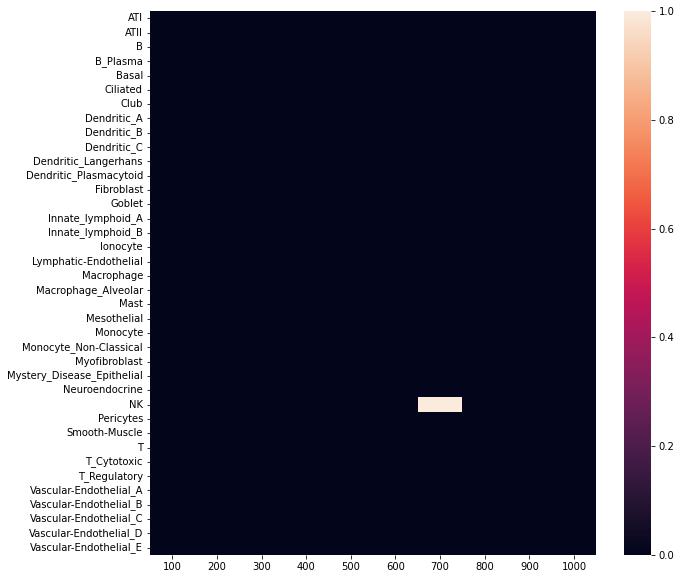 ATI
ATII
B
B_Plasma
Basal
Ciliated
Club
Dendritic_A
Dendritic_B
Dendritic_C
Dendritic_Langerhans
Dendritic_Plasmacytoid
Fibroblast
Goblet
Innate_lymphoid_A
Innate_lymphoid_B
Ionocyte
Lymphatic-Endothelial
Macrophage
Macrophage_Alveolar
Mast
Mesothelial
Monocyte
Monocyte_Non-Classical
Myofibroblast
Mystery_Disease_Epithelial
Neuroendocrine
NK
Pericytes
Smooth-Muscle
T
T_Cytotoxic
T_Regulatory
Vascular-Endothelial_A
Vascular-Endothelial_B
Vascular-Endothelial_C
Vascular-Endothelial_D
Vascular-Endothelial_E
100 200 300 400 500 600 700 800 900 1000
1.0
0.8
0.6
0.4
0.2
0.0